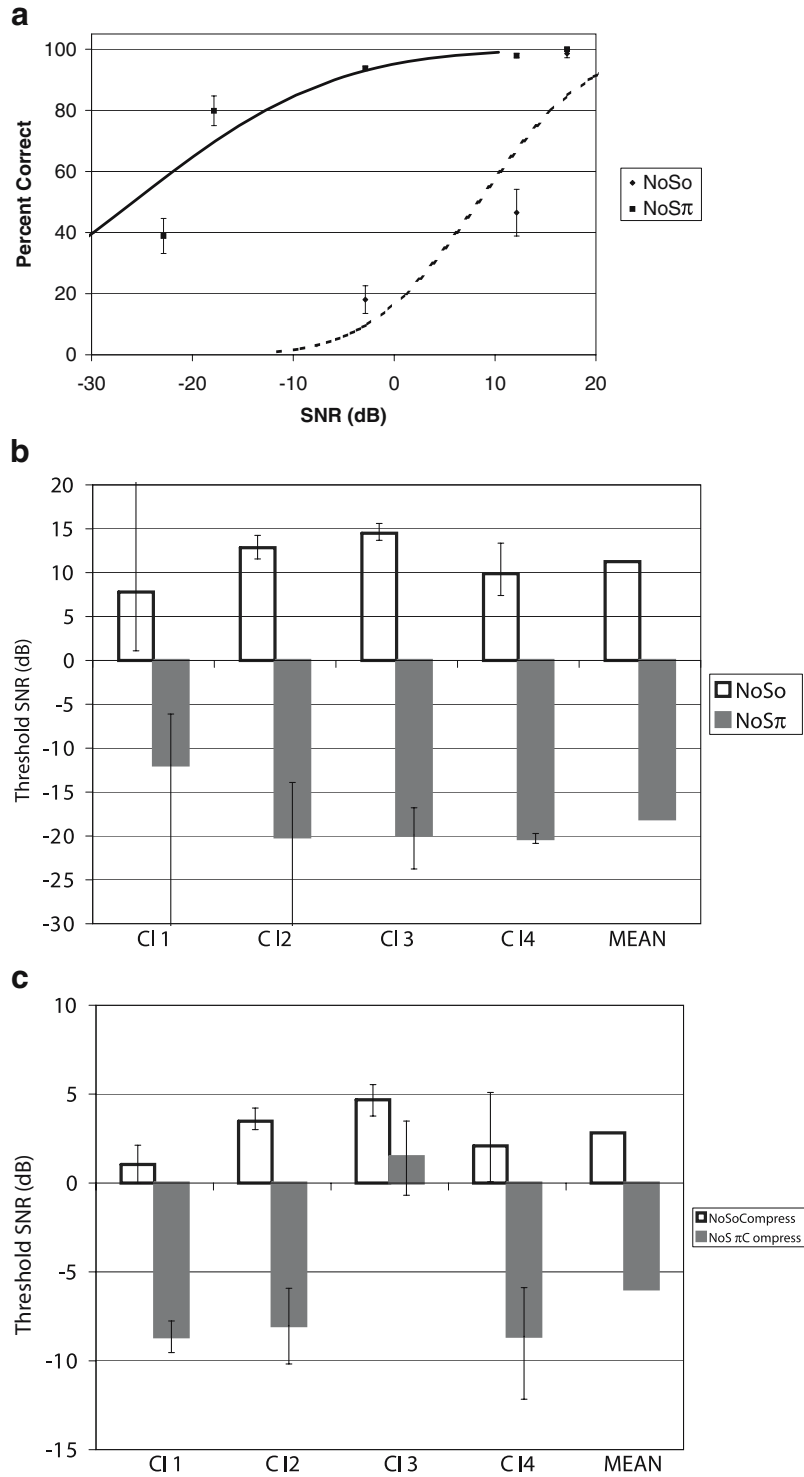 a
100
80
60
40
20
0
Percent Correct
-30
-20
-10
0
10
20
SNR (dB)
NoSo
NoSπ
b
20
15
10
5
0
-5
-10
-15
-20
-25
-30
Threshold SNR (dB)
CI 1
C I2
CI 3
C I4
MEAN
NoSo
NoSπ
c
10
5
0
-5
-10
-15
Threshold SNR (dB)
CI 1
C I2
CI 3
C I4
MEAN
NoSoCompress
NoS πC ompress